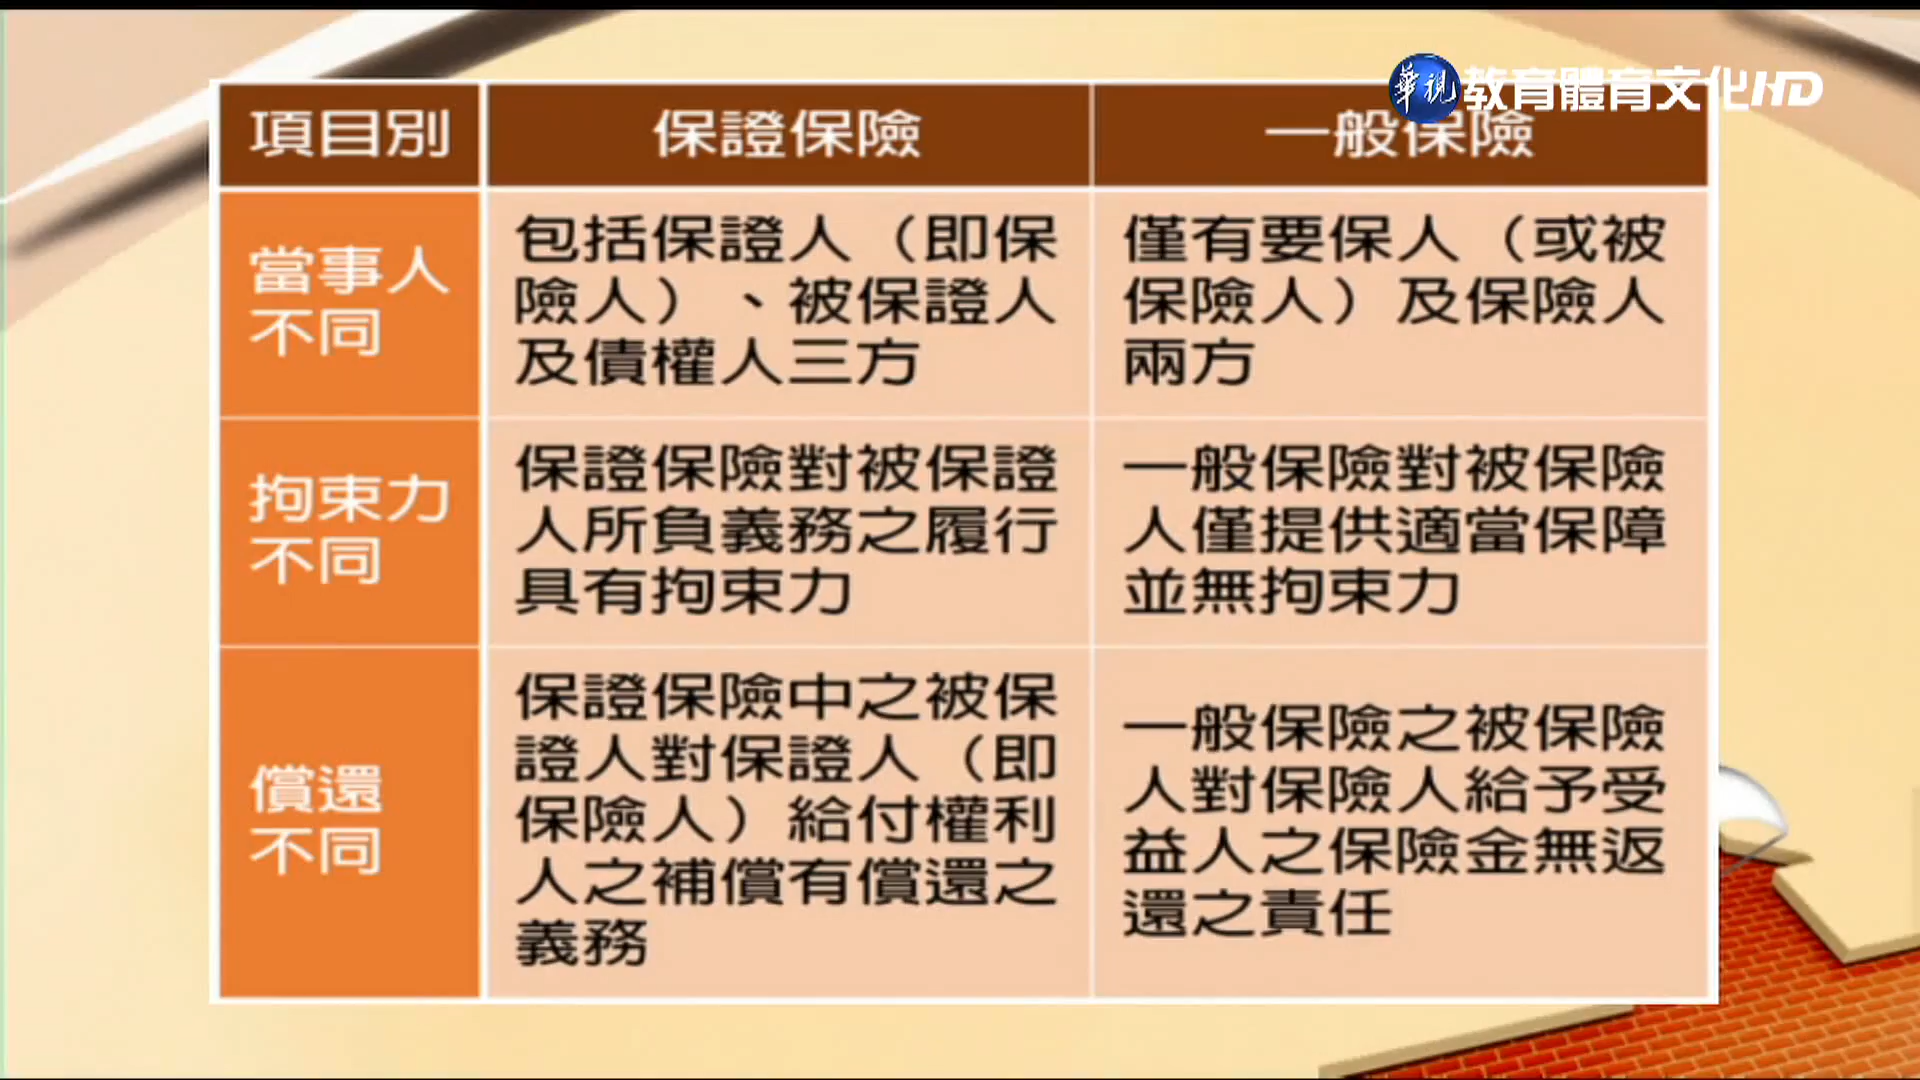 華視 教育體育文化HD
項目別
保證保險
一般保險
當事人
不同
包括保證人（即保
險人）、被保證人
及債權人三方
僅有要保人（或被
保險人）及保險人
兩方
拘束力
不同
保證保險對被保證
人所負義務之履行
具有拘束力
一般保險對被保險
人僅提供適當保障
並無拘束力
償還
不同
保證保險中之被保
證人對保證人（即
保險人）給付權利
人之補償有償還之
義務
一般保險之被保險
人對保險人給予受
益人之保險金無返
還之責任